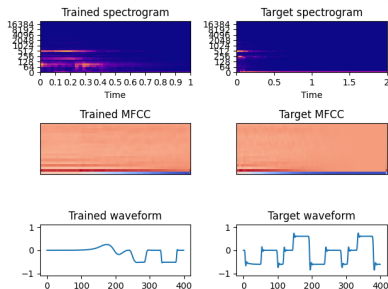 Trained spectrogram
16384
8192
4096
2048
1024
512
256
128
64
0
0 0.1 0.2 0.3 0.4 0.5 0.6 0.7 0.8 0.9 1
Time
Target spectrogram
16384
8192
4096
2048
1024
512
256
128
64
0
0 0.5 1 1.5 2
Time
Trained MFCC
Target MFCC
Trained waveform
1
0
−1
0 100 200 300 400
Target waveform
1
0
−1
0 100 200 300 400